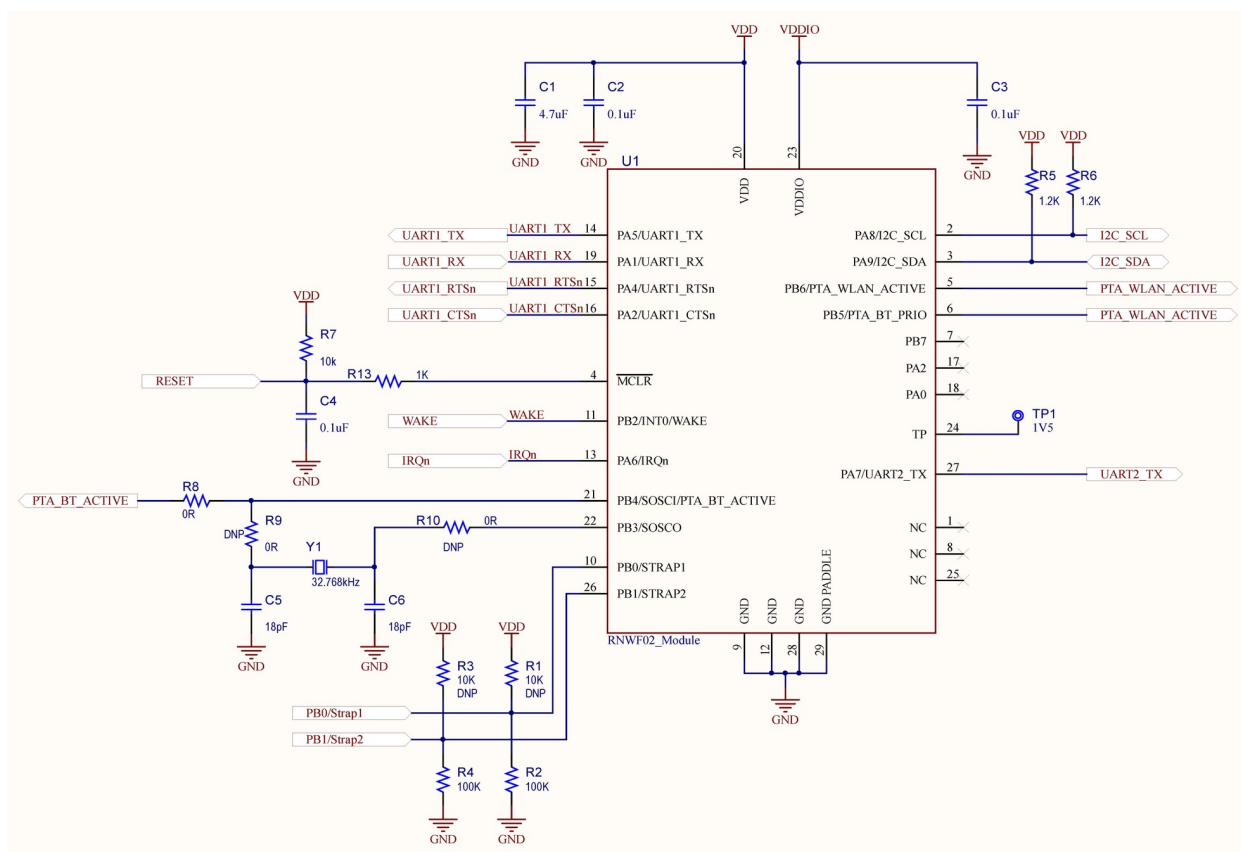 VDD
VDDIO
C1
4.7uF
C2
0.1uF
C3
0.1uF
GND
GND
GND
VDD
VDD
R5
1.2K
R6
1.2K
U1
20
VDD
23
VDDIO
UART1_TX
UART1_TX
14
PA5/UART1_TX
UART1_RX
UART1_RX
19
PA1/UART1_RX
UART1_RTSn
UART1_RTSn
15
PA4/UART1_RTSn
UART1_CTSn
UART1_CTSn
16
PA2/UART1_CTSn
PA8/I2C_SCL
2
I2C_SCL
PA9/I2C_SDA
3
I2C_SDA
PB6/PTA_WLAN_ACTIVE
5
PTA_WLAN_ACTIVE
PB5/PTA_BT_PRIO
6
PTA_WLAN_ACTIVE
PB7
7
PA2
17
PA0
18
VDD
R7
10k
RESET
R13
1K
4
MCLR
C4
0.1uF
GND
WAKE
WAKE
11
PB2/INT0/WAKE
IRQn
IRQn
13
PA6/IRQn
TP
24
TP1
1V5
PA7/UART2_TX
27
UART2_TX
PTA_BT_ACTIVE
R8
0R
21
PB4/SOSCI/PTA_BT_ACTIVE
R9
DNP
0R
R10
0R
DNP
22
PB3/SOSCO
NC
1
NC
8
NC
25
Y1
32.768kHz
10
PB0/STRAP1
26
PB1/STRAP2
C5
18pF
GND
C6
18pF
GND
GND
9
GND
12
GND
28
GND PADDLE
29
GND
RNWF02_Module
VDD
R3
10K
DNP
VDD
R1
10K
DNP
PB0/Strap1
PB1/Strap2
R4
100K
R2
100K
GND
GND